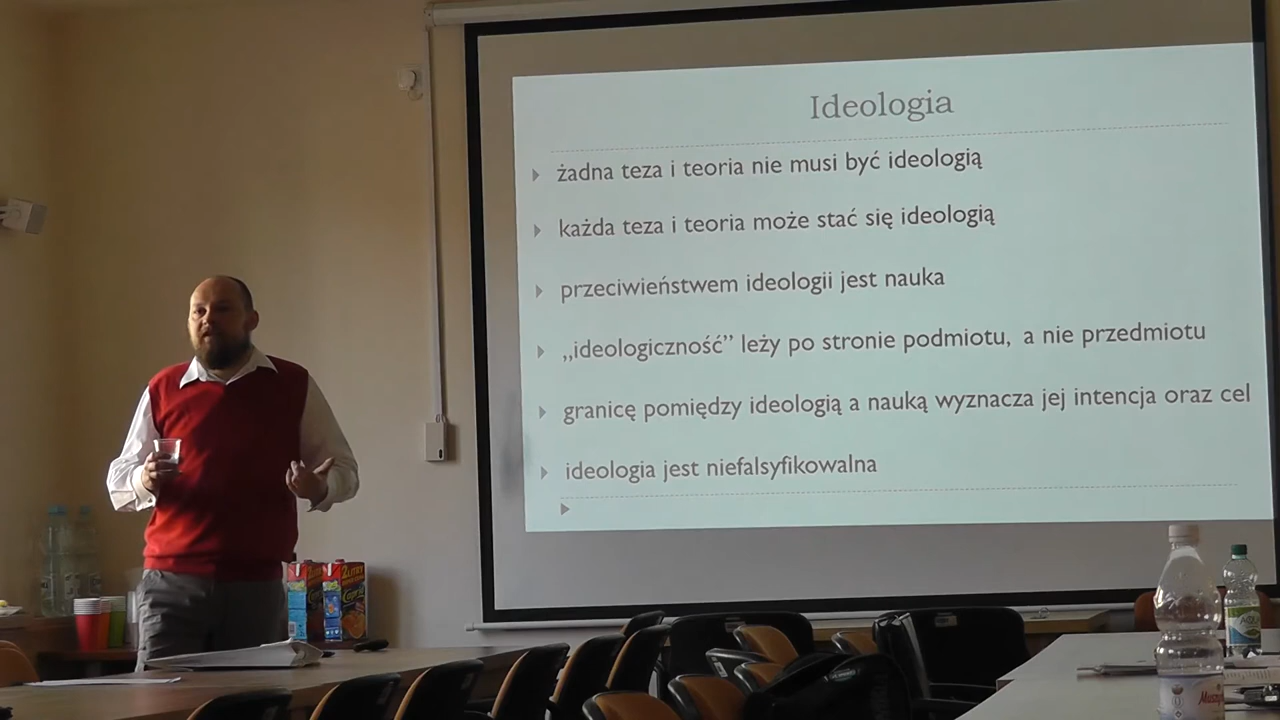 Ideologia
żadna teza i teoria nie musi być ideologią
każda teza i teoria może stać się ideologią
przeciwieństwem ideologii jest nauka
„ideologiczność” leży po stronie podmiotu, a nie przedmiotu
granicę pomiędzy ideologią a nauką wyznacza jej intencja oraz cel
ideologia jest niefalsyfikowalna